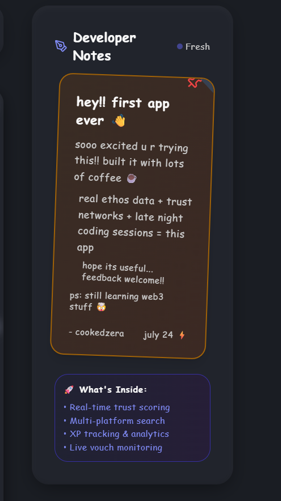 Developer
Notes
Fresh
hey!! first app
ever 👋
sooo excited u r trying
this!! built it with lots
of coffee ☕
real ethos data + trust
networks + late night
coding sessions = this
app
hope its useful...
feedback welcome!!
ps: still learning web3
stuff 🤯
- cookedzera
july 24 ⚡
🚀 What's Inside:
• Real-time trust scoring
• Multi-platform search
• XP tracking & analytics
• Live vouch monitoring